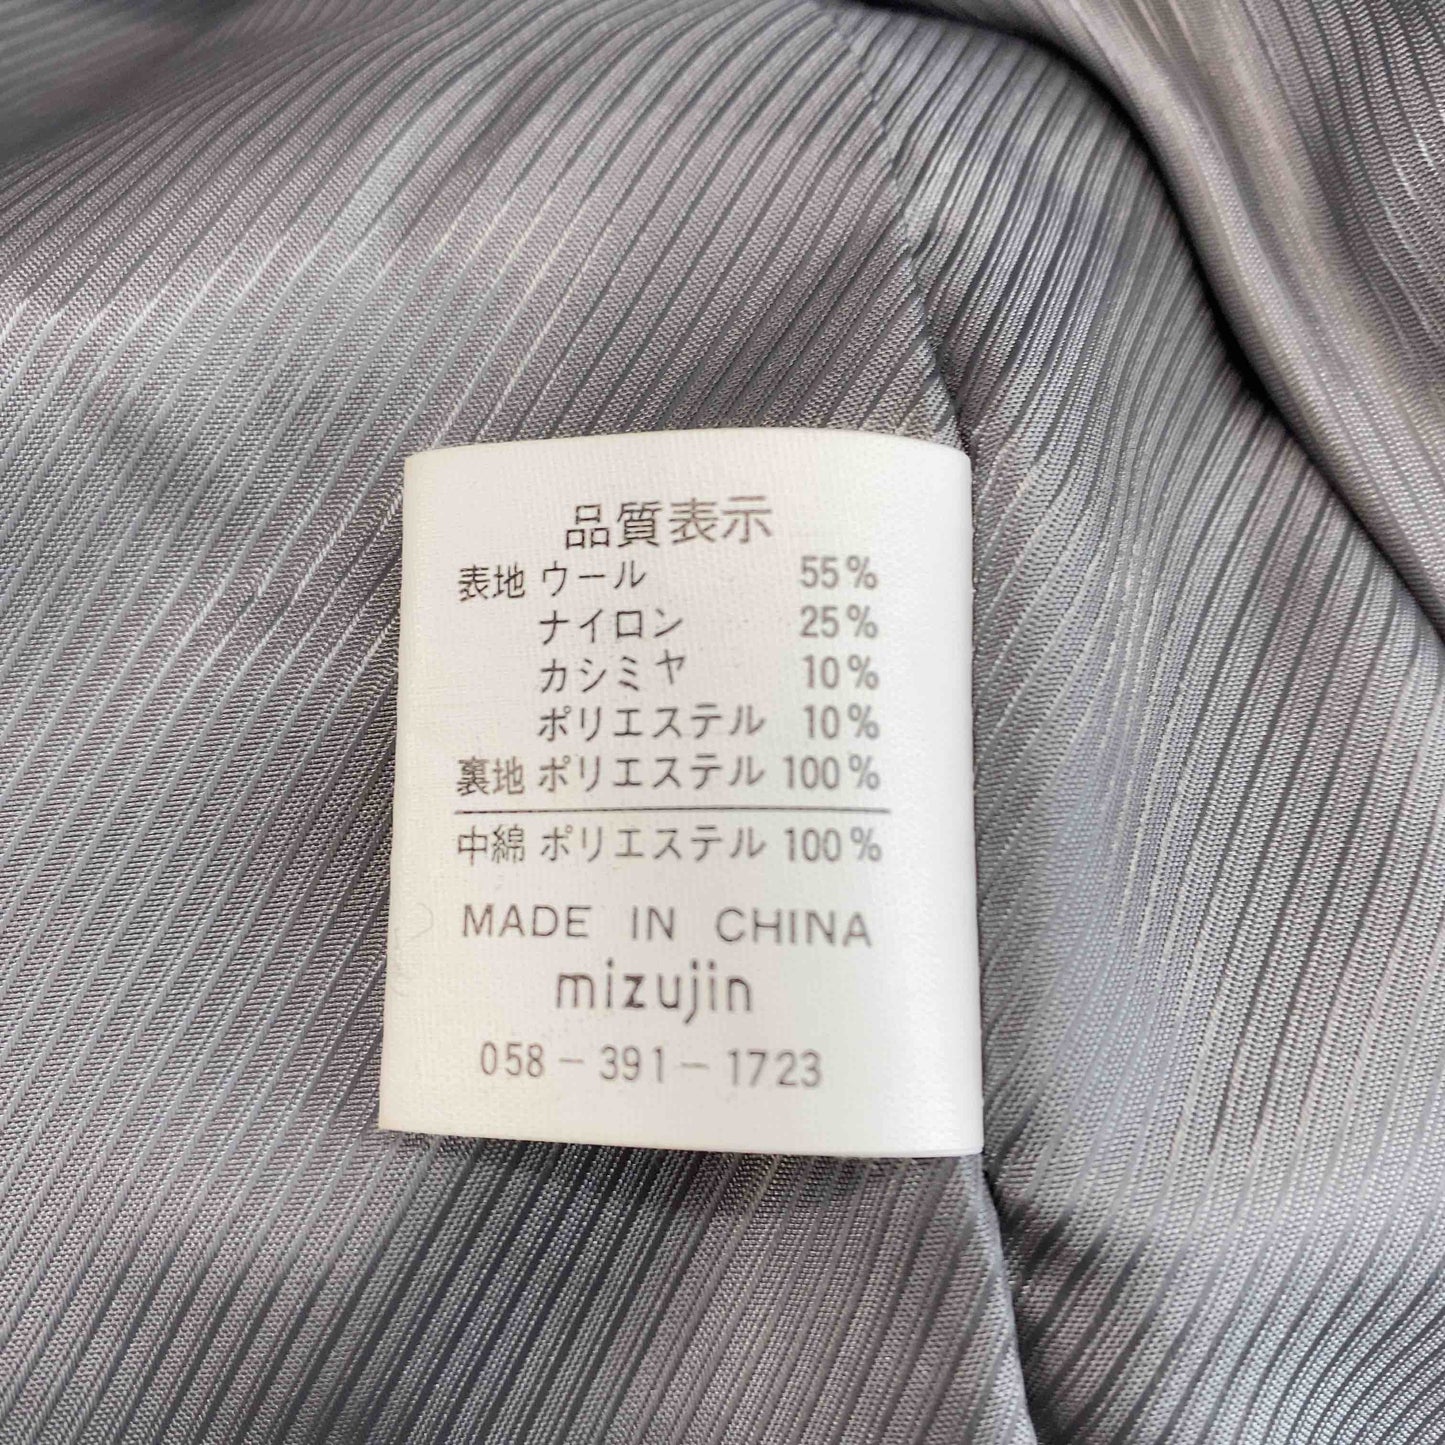 品質表示
表地 ウール 55%
ナイロン 25%
カシミヤ 10%
ポリエステル 10%
裏地 ポリエステル 100%
中綿 ポリエステル 100%
MADE IN CHINA
mizujin
058-391-1723